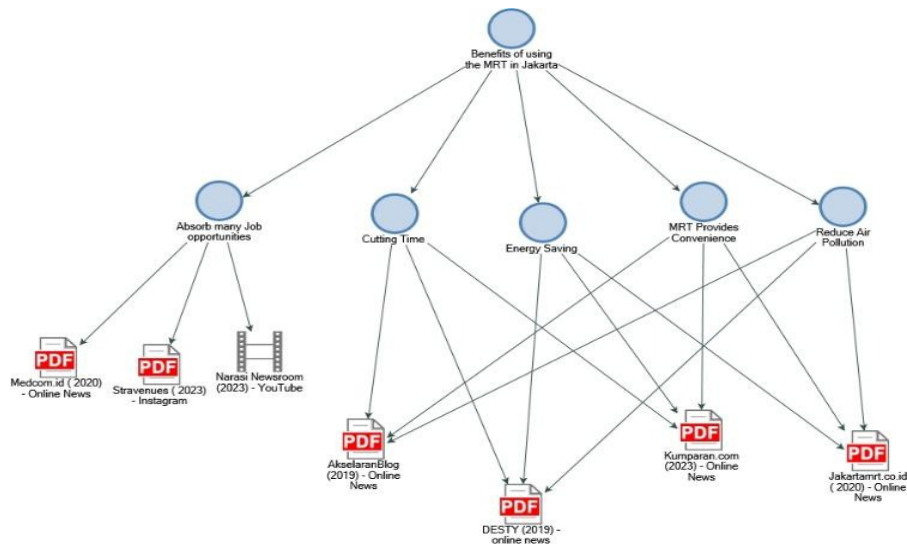 Benefits of using
the MRT in Jakarta
Absorb many Job
opportunities
Cutting Time
Energy Saving
MRT Provides
Convenience
Reduce Air
Pollution
PDF
Medcom.id ( 2020)
- Online News
PDF
Stravenues ( 2023)
- Instagram
Narasi Newsroom
(2023) - YouTube
PDF
AkselaranBlog
(2019) - Online
News
PDF
DESTY (2019) -
online news
PDF
Kumparan.com
(2023) - Online
News
PDF
Jakartamrt.co.id
( 2020) - Online
News